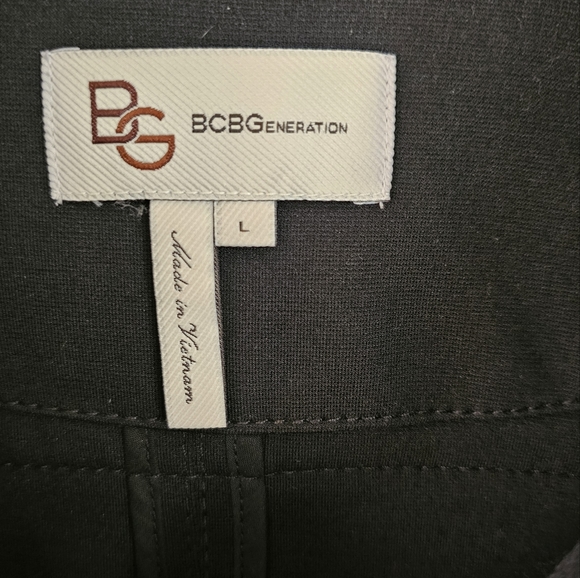 BG
BCBGENERATION
L
Made in Vietnam